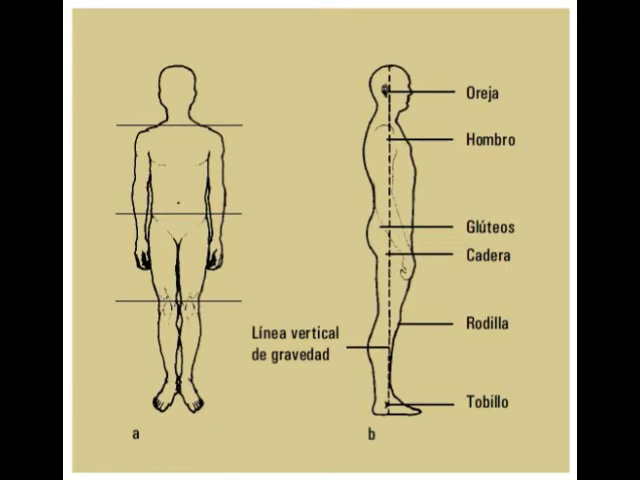 Oreja
Hombro
Glúteos
Cadera
Rodilla
Línea vertical
de gravedad
Tobillo
a
b